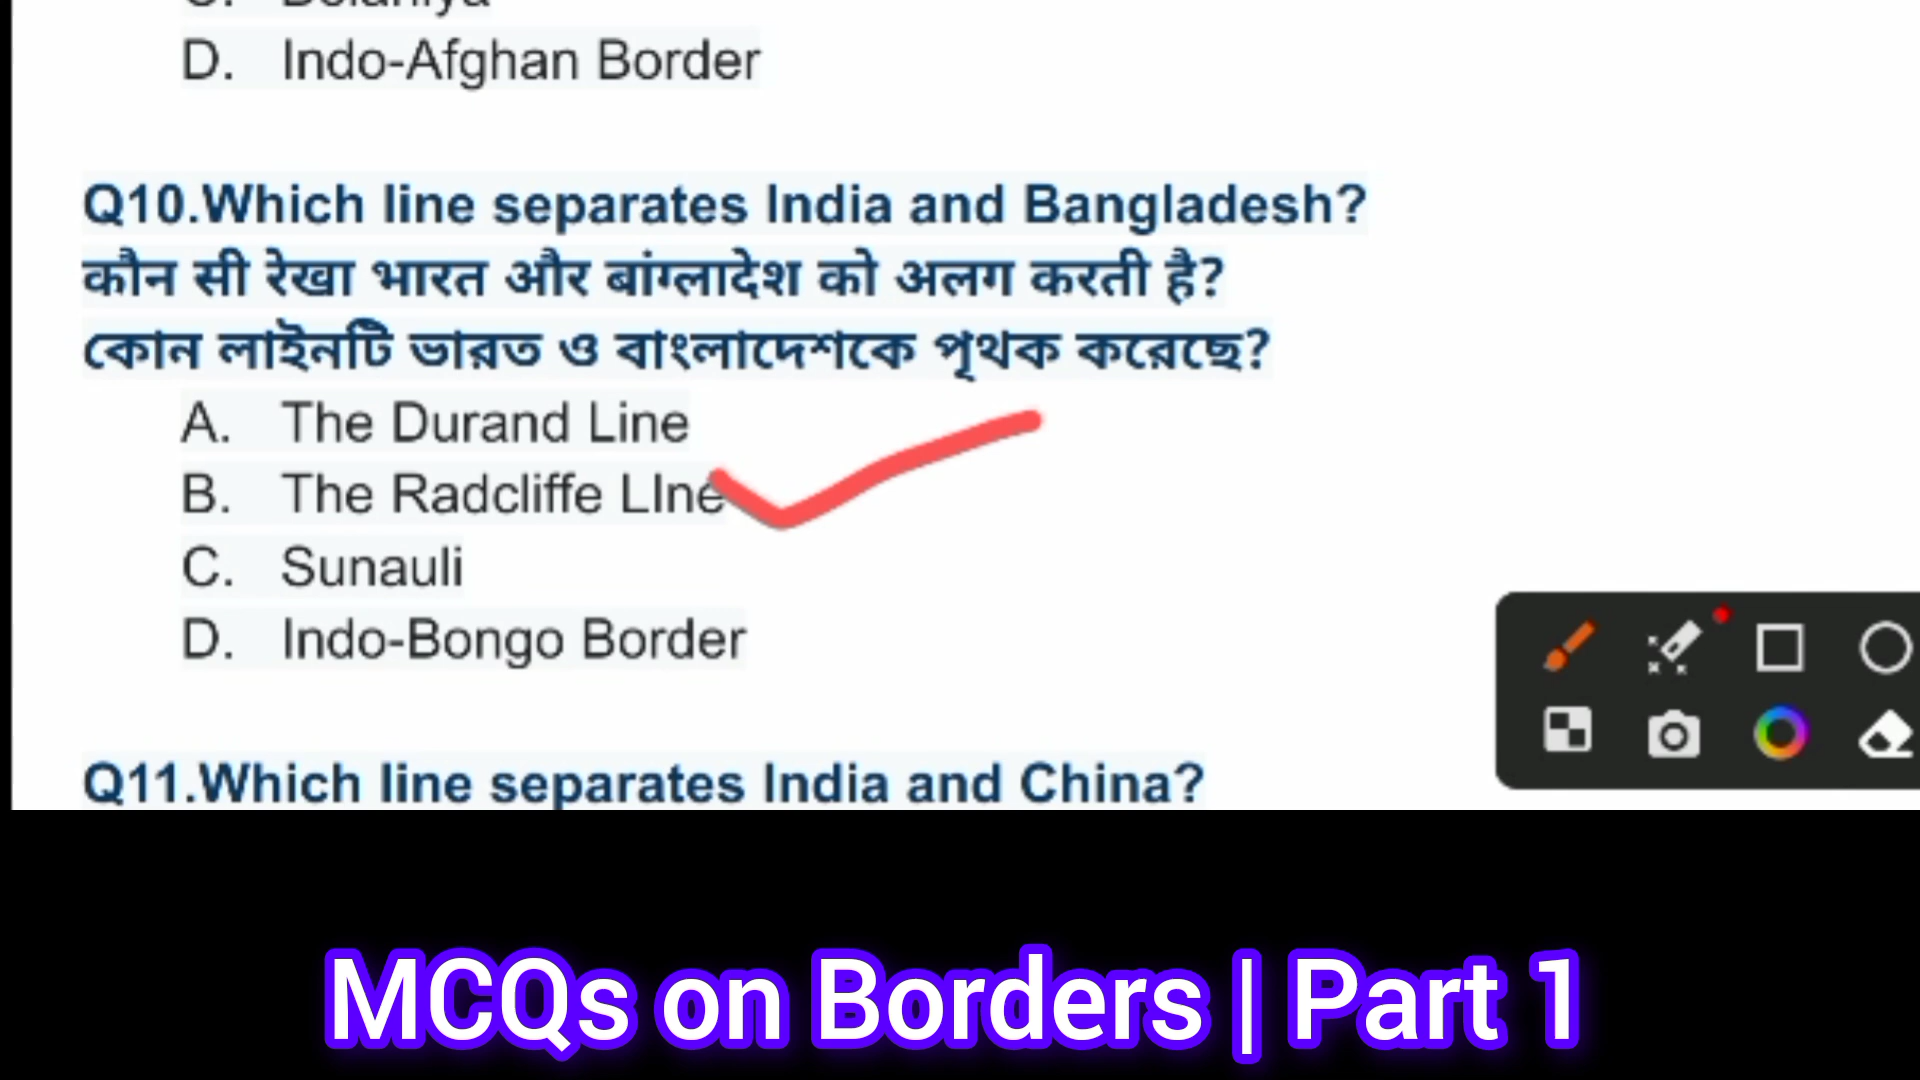 D. Indo-Afghan Border
Q10.Which line separates India and Bangladesh?
कौन सी रेखा भारत और बांग्लादेश को अलग करती है?
কোন লাইনটি ভারত ও বাংলাদেশকে পৃথক করেছে?
A. The Durand Line
B. The Radcliffe LIne
C. Sunauli
D. Indo-Bongo Border
Q11.Which line separates India and China?
MCQs on Borders | Part 1